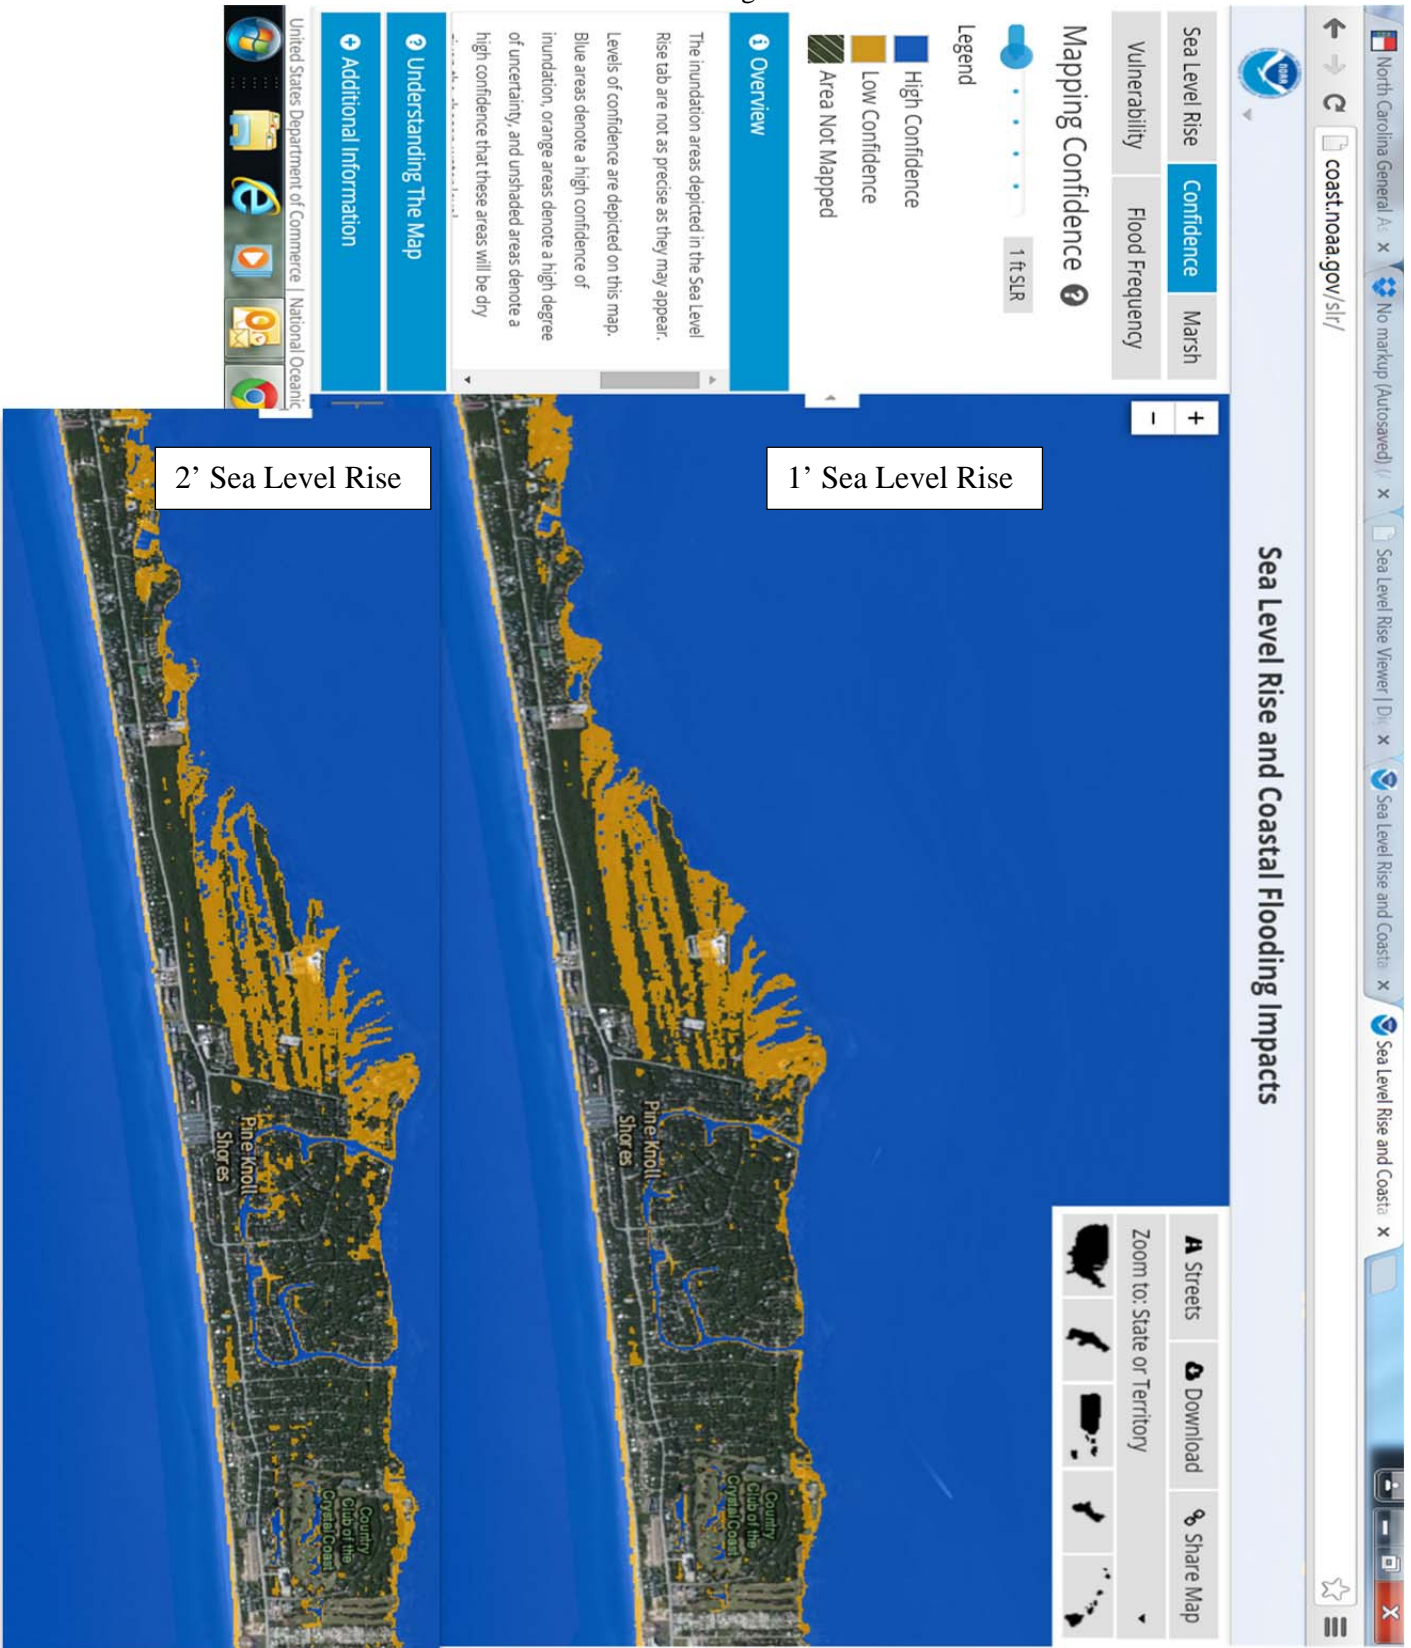 North Carolina General As
No markup (Autosaved) (
Sea Level Rise Viewer | Dig
Sea Level Rise and Coasta
Sea Level Rise and Coasta
coast.noaa.gov/slr/
NOAA
Sea Level Rise and Coastal Flooding Impacts
Sea Level Rise
Confidence
Marsh
Vulnerability
Flood Frequency
Mapping Confidence
1 ft SLR
Legend
High Confidence
Low Confidence
Area Not Mapped
Overview
The inundation areas depicted in the Sea Level
Rise tab are not as precise as they may appear.
Levels of confidence are depicted on this map.
Blue areas denote a high confidence of
inundation, orange areas denote a high degree
of uncertainty, and unshaded areas denote a
high confidence that these areas will be dry
Understanding The Map
Additional Information
United States Department of Commerce | National Oceanic
Streets
Download
Share Map
Zoom to: State or Territory
1’ Sea Level Rise
Pine Knoll
Shores
Country
Club of the
Crystal Coast
2’ Sea Level Rise
Pine Knoll
Shores
Country
Club of the
Crystal Coast